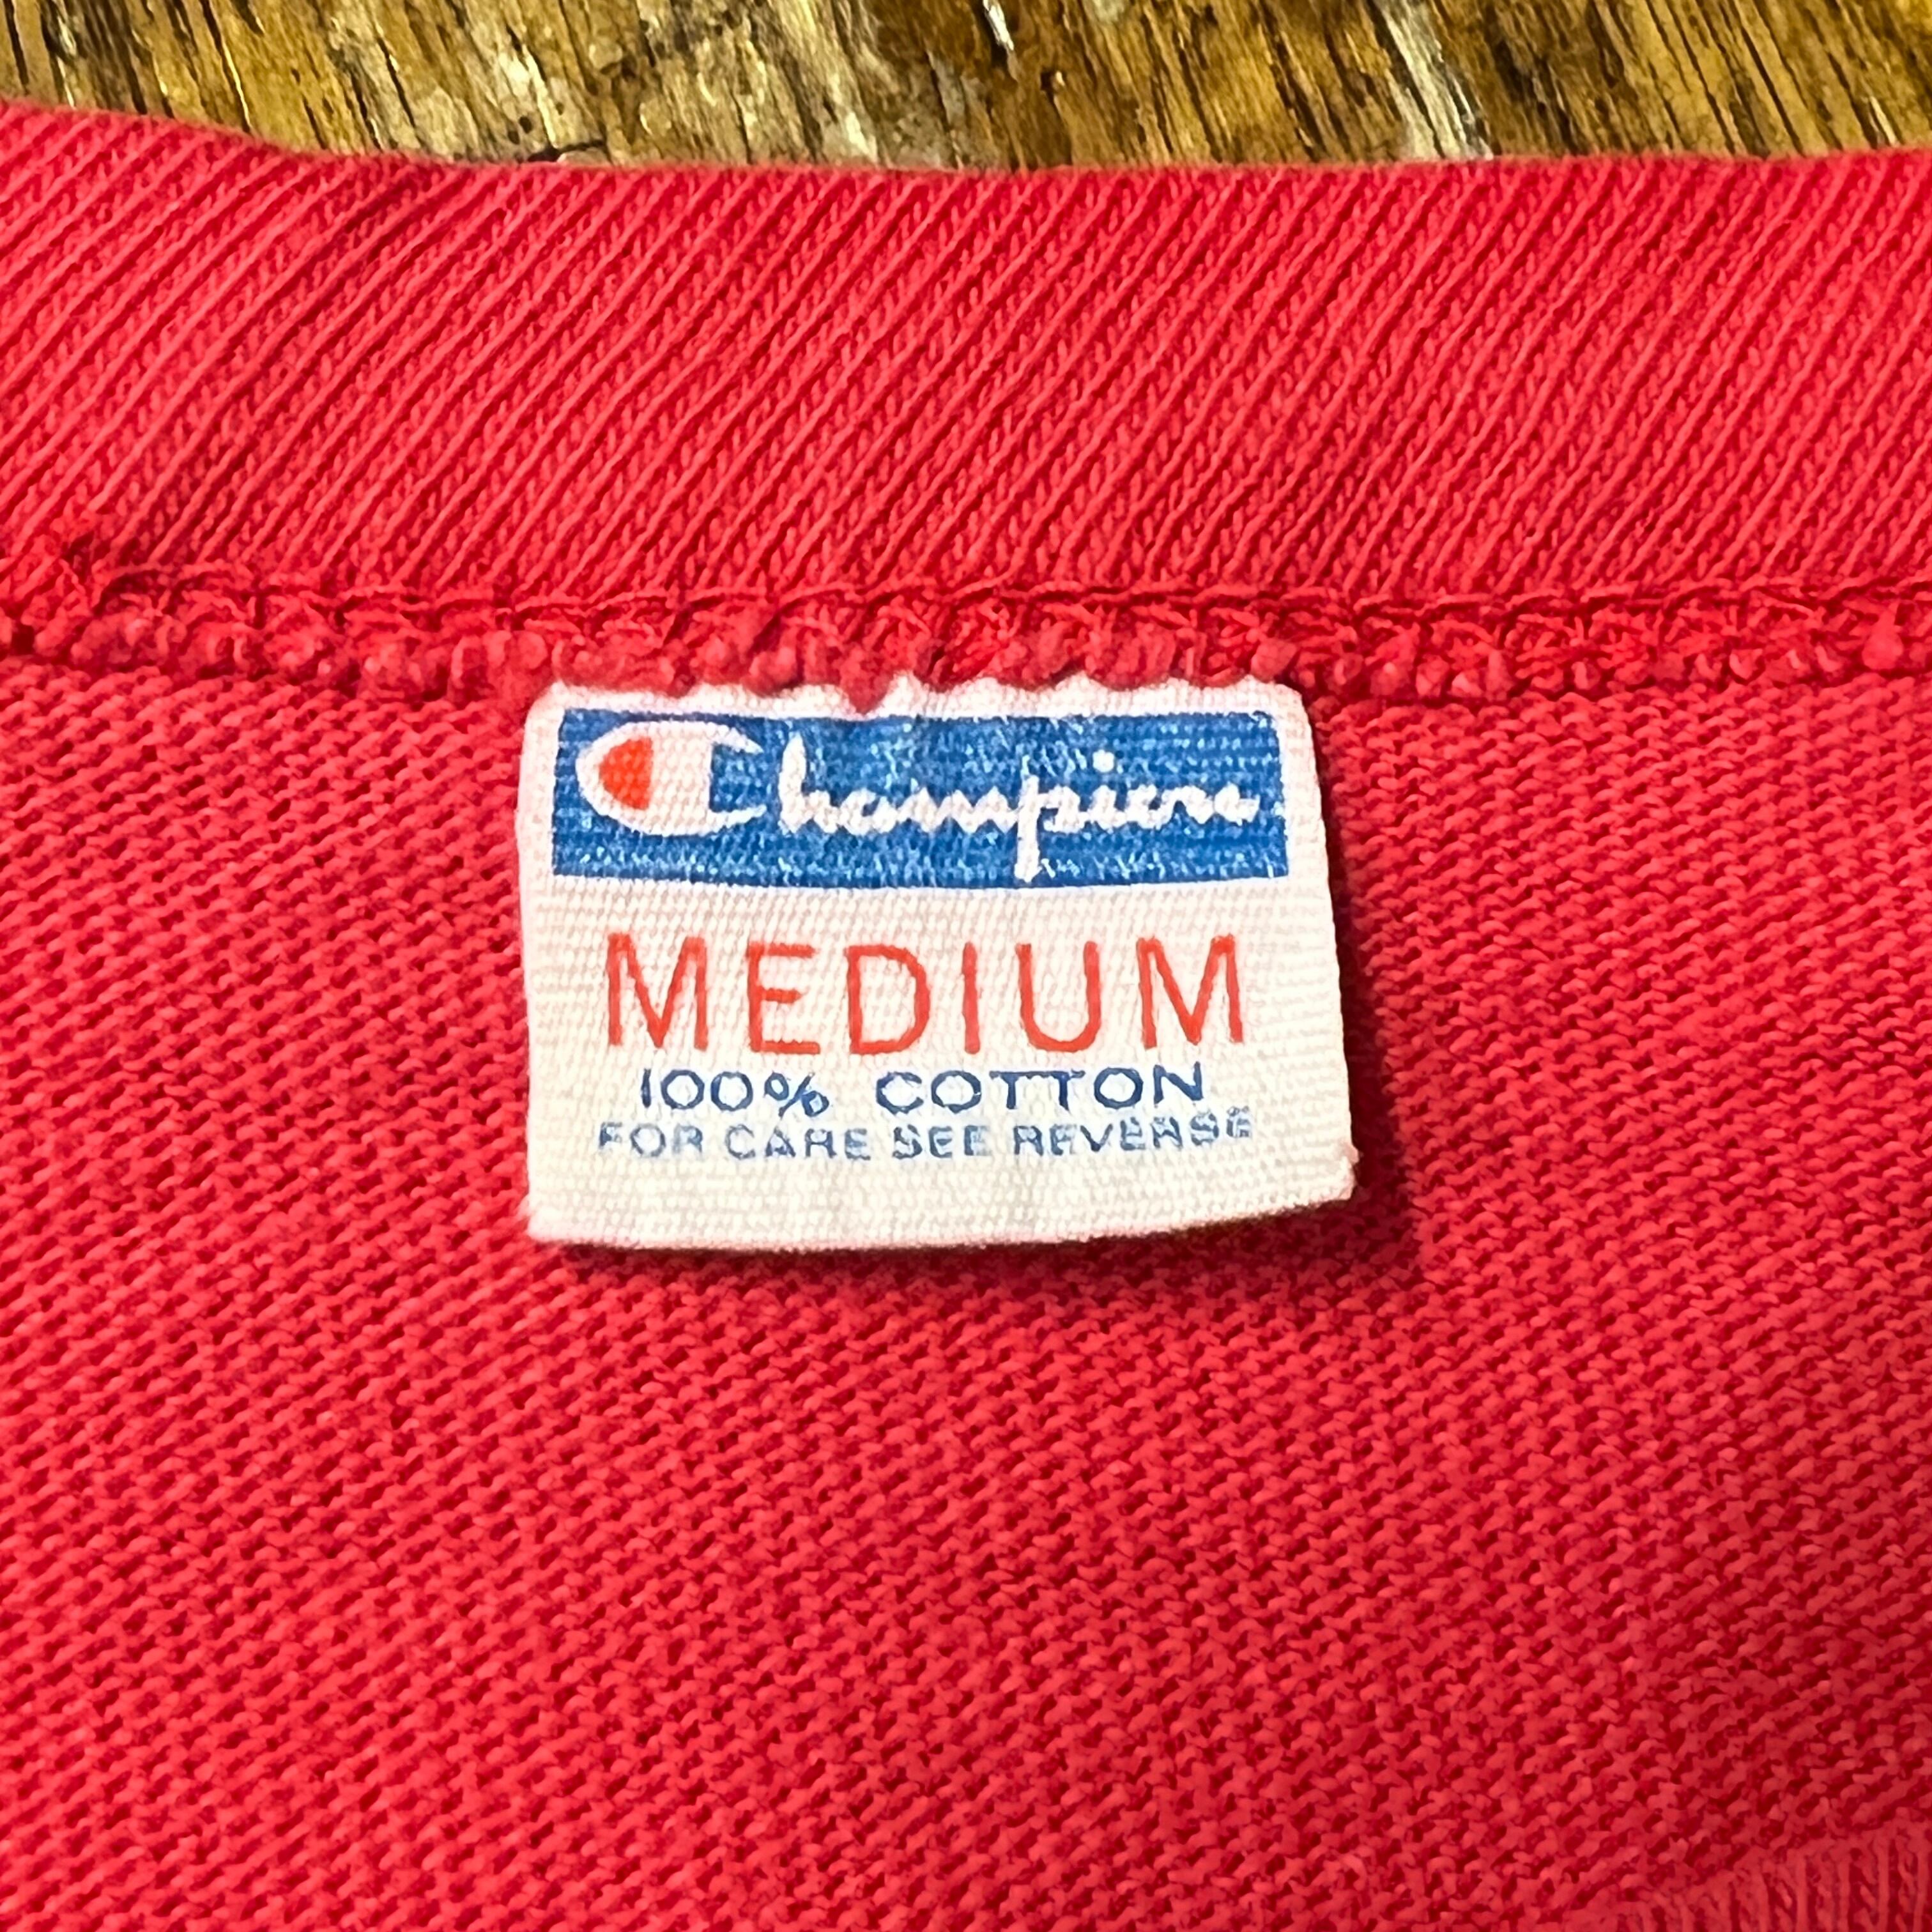 Champion
MEDIUM
100% COTTON
FOR CARE SEE REVERSE